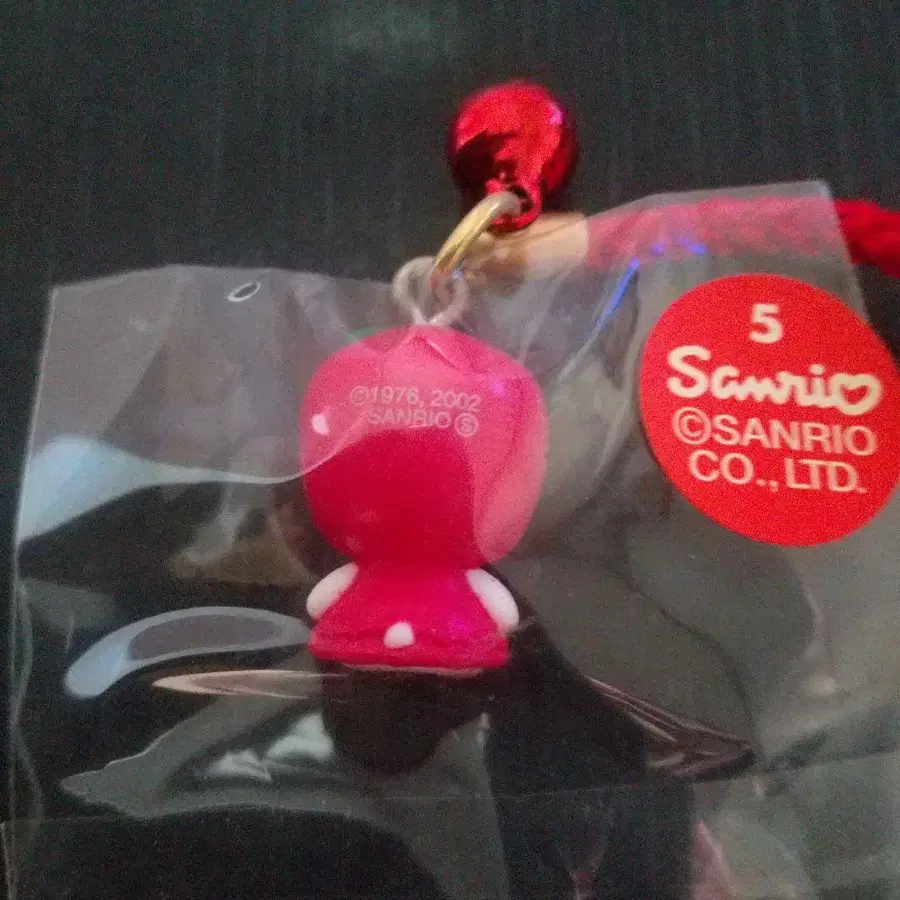 ©1976, 2002
SANRIO Ⓢ
5
Sanrio
©SANRIO
CO., LTD.